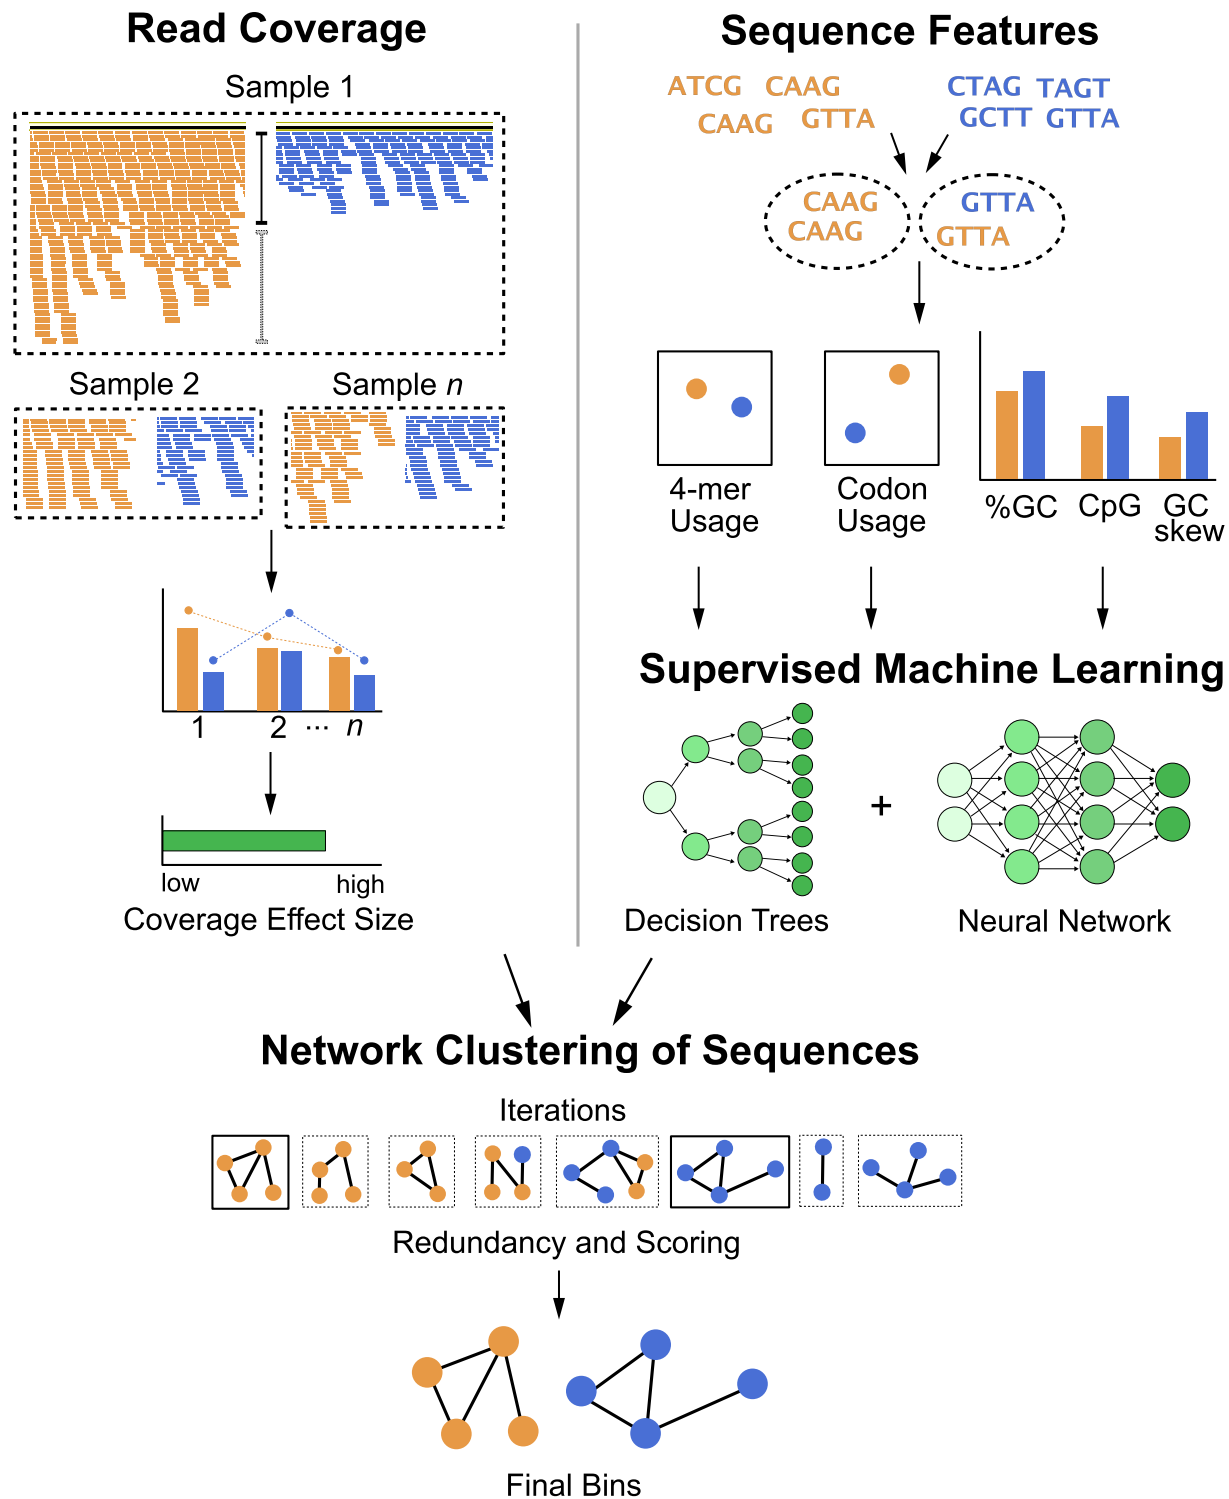 Read Coverage
Sample 1
Sample 2
Sample n
1 2 ... n
low high
Coverage Effect Size
Sequence Features
ATCG CAAG
CAAG GTTA
CTAG TAGT
GCTT GTTA
CAAG
CAAG
GTTA
GTTA
4-mer
Usage
Codon
Usage
%GC CpG GC
skew
Supervised Machine Learning
+
Decision Trees
Neural Network
Network Clustering of Sequences
Iterations
Redundancy and Scoring
Final Bins